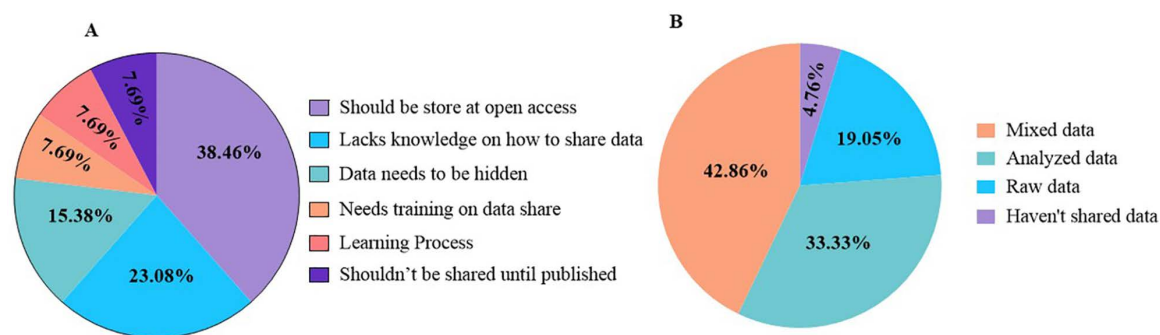 A
38.46%
23.08%
15.38%
7.69%
7.69%
7.69%
Should be store at open access
Lacks knowledge on how to share data
Data needs to be hidden
Needs training on data share
Learning Process
Shouldn't be shared until published
B
4.76%
19.05%
33.33%
42.86%
Mixed data
Analyzed data
Raw data
Haven't shared data